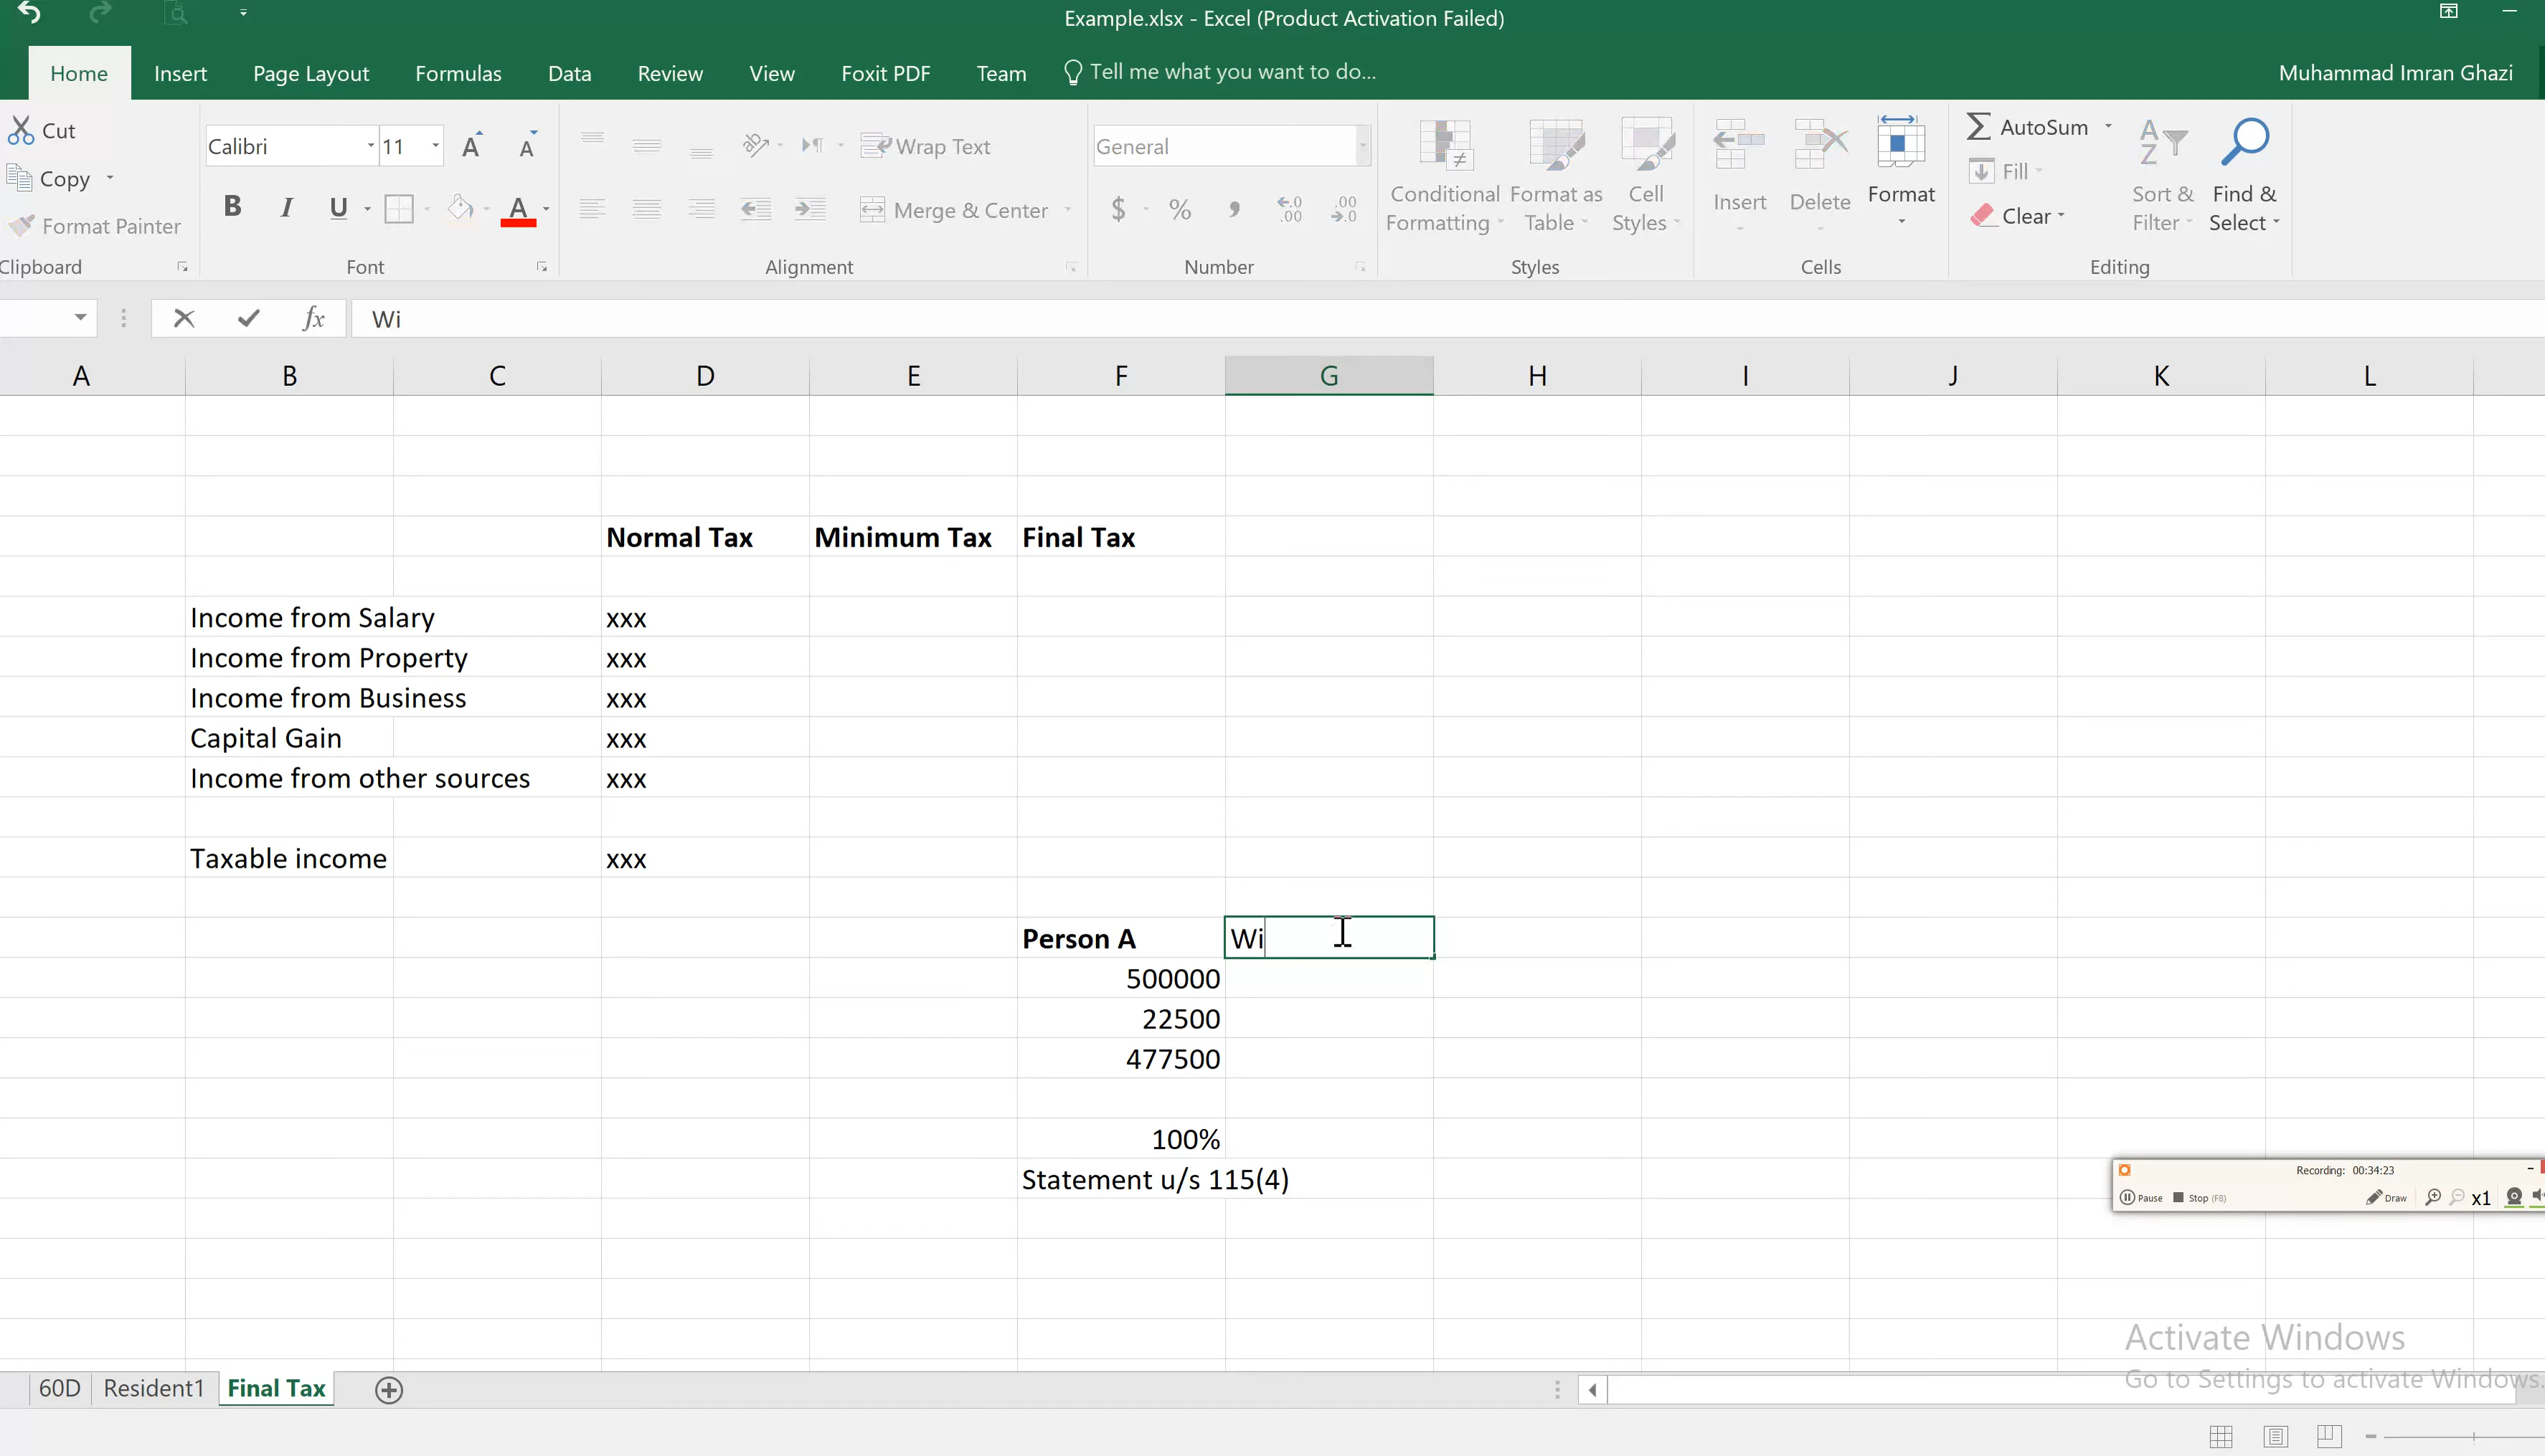 Example.xlsx - Excel (Product Activation Failed)
Home Insert Page Layout Formulas Data Review View Foxit PDF Team Tell me what you want to do... Muhammad Imran Ghazi
Cut
Copy
Format Painter
Clipboard
Calibri 11
B I U A
Font
Wrap Text
Merge & Center
Alignment
General
$ % ,
Number
Conditional Formatting
Format as Table
Cell Styles
Styles
Insert Delete Format
Cells
AutoSum
Fill
Clear
Sort & Filter
Find & Select
Editing
fx Wi
A B C D E F G H I J K L
Normal Tax Minimum Tax Final Tax
Income from Salary xxx
Income from Property xxx
Income from Business xxx
Capital Gain xxx
Income from other sources xxx
Taxable income xxx
Person A Wi
500000
22500
477500
100%
Statement u/s 115(4)
Recording: 00:34:23
Pause Stop (F8) Draw x1
Activate Windows
Go to Settings to activate Windows.
60D Resident1 Final Tax